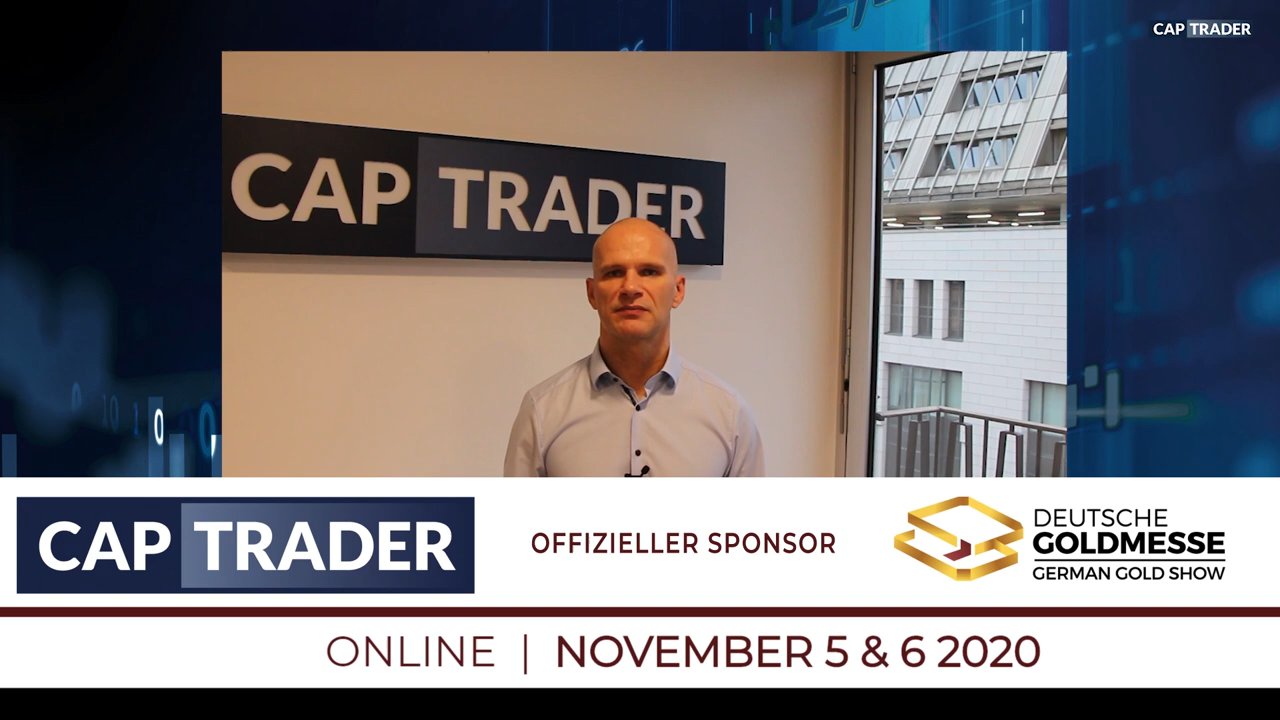 CAP TRADER
CAP TRADER
CAP TRADER
OFFIZIELLER SPONSOR
DEUTSCHE
GOLDMESSE
GERMAN GOLD SHOW
ONLINE | NOVEMBER 5 & 6 2020